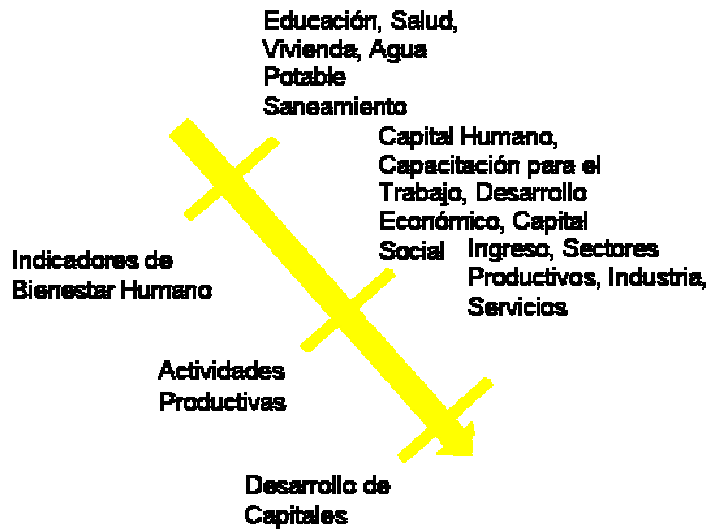 Educación, Salud,
Vivienda, Agua
Potable
Saneamiento
Capital Humano,
Capacitación para el
Trabajo, Desarrollo
Económico, Capital
Social
Ingreso, Sectores
Productivos, Industria,
Servicios
Indicadores de
Bienestar Humano
Actividades
Productivas
Desarrollo de
Capitales